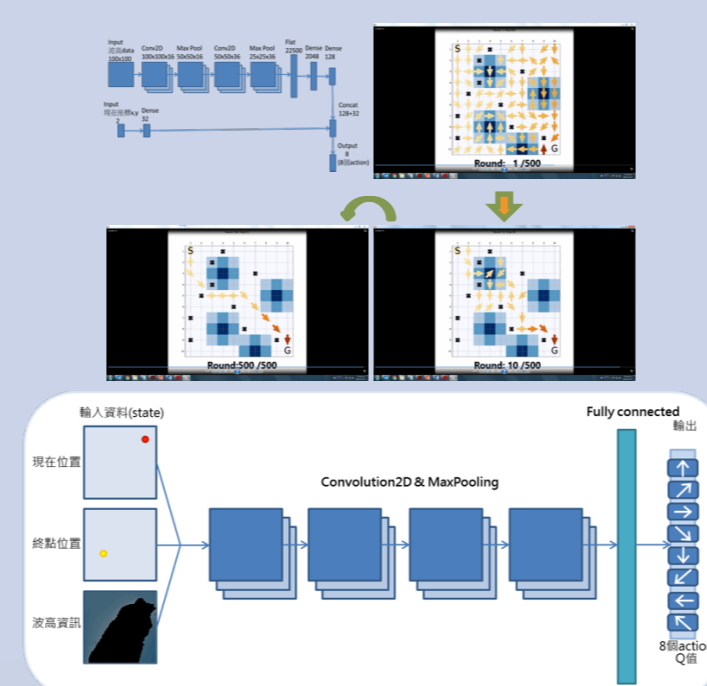 Input
波高data
100x100
Conv2D
100x100x16
Max Pool
50x50x16
Conv2D
50x50x36
Max Pool
25x25x36
Flat
22500
Dense
2048
Dense
128
Input
現在座標x,y
2
Dense
32
Concat
128+32
Output
8
(8個action)
S
G
Round: 1 /500
S
G
Round:500 /500
S
G
Round: 10 /500
輸入資料(state)
現在位置
終點位置
波高資訊
Convolution2D & MaxPooling
Fully connected
輸出
8個action
Q值